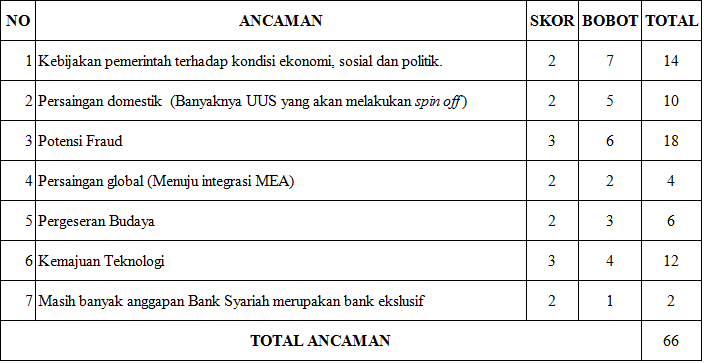 NO ANCAMAN SKOR BOBOT TOTAL
1 Kebijakan pemerintah terhadap kondisi ekonomi, sosial dan politik. 2 7 14
2 Persaingan domestik (Banyaknya UUS yang akan melakukan spin off) 2 5 10
3 Potensi Fraud 3 6 18
4 Persaingan global (Menuju integrasi MEA) 2 2 4
5 Pergeseran Budaya 2 3 6
6 Kemajuan Teknologi 3 4 12
7 Masih banyak anggapan Bank Syariah merupakan bank ekslusif 2 1 2
TOTAL ANCAMAN 66